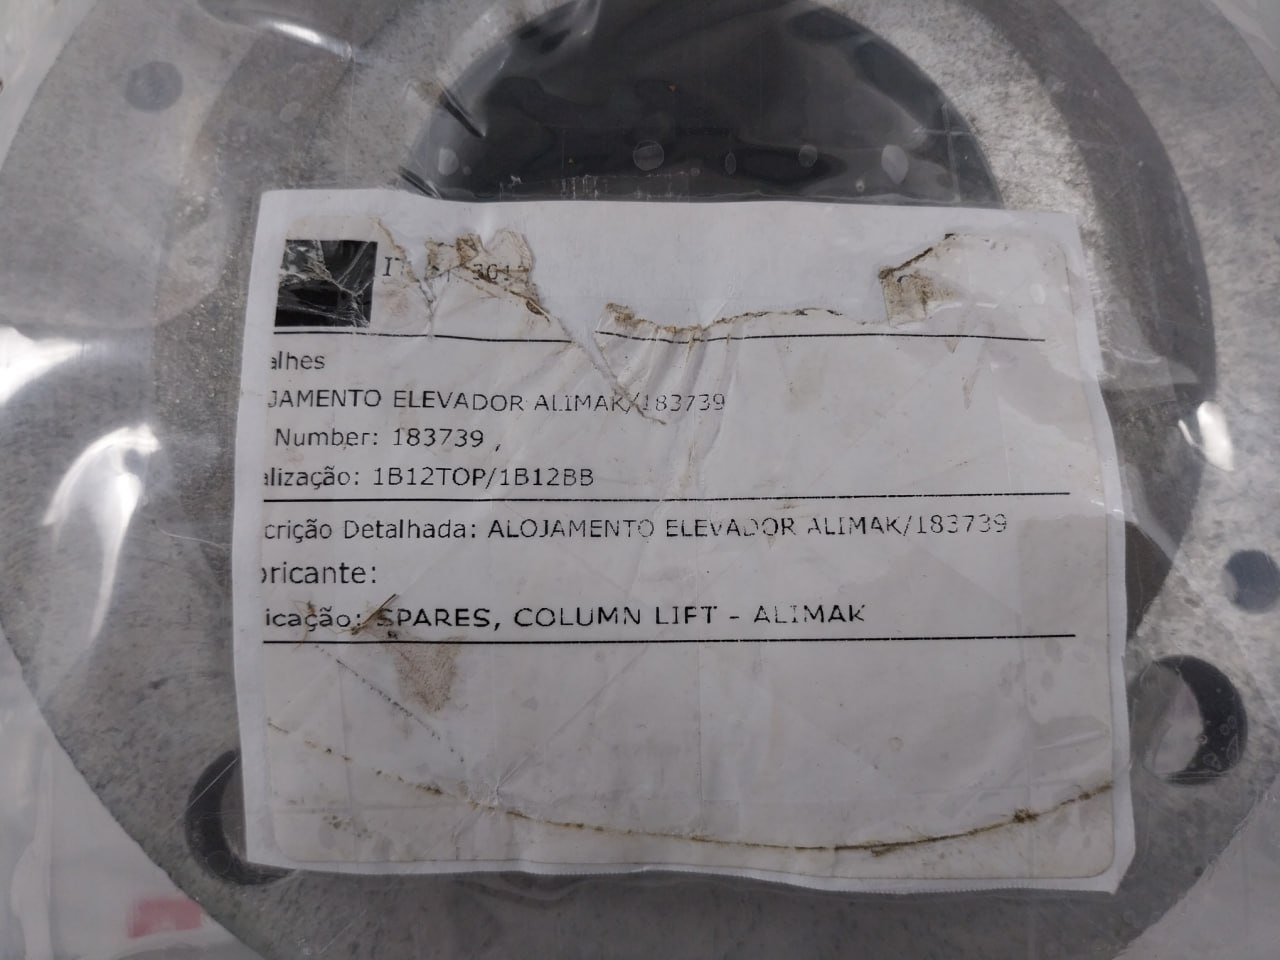 alhes
JAMENTO ELEVADOR ALIMAK/183739
Number: 183739 ,
alização: 1B12TOP/1B12BB
crição Detalhada: ALOJAMENTO ELEVADOR ALIMAK/183739
ricante:
icação: SPARES, COLUMN LIFT - ALIMAK